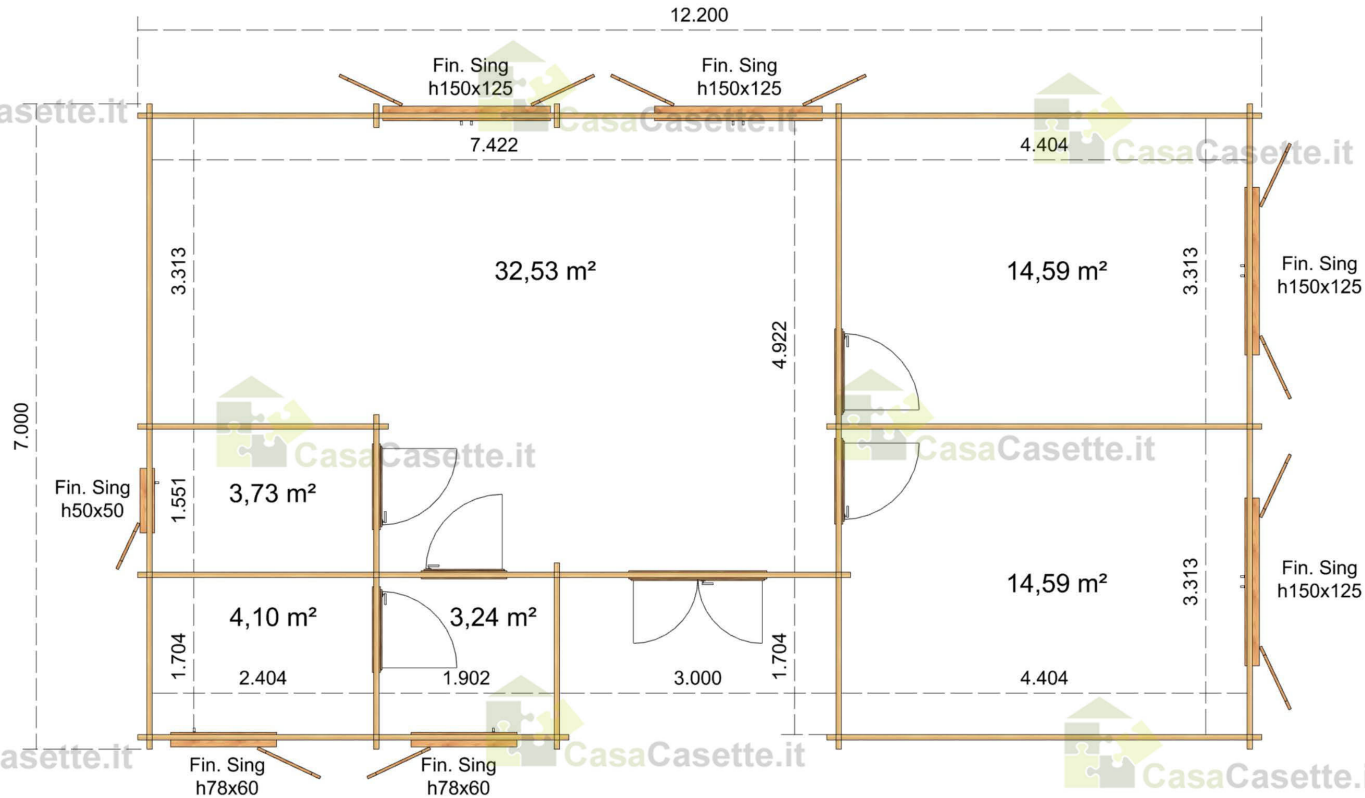 12.200
Fin. Sing
h150x125
Fin. Sing
h150x125
asette.it
CasaCasette.it
CasaCasette.it
7.422
4.404
3.313
32,53 m²
14,59 m²
3.313
Fin. Sing
h150x125
4.922
7.000
CasaCasette.it
CasaCasette.it
Fin. Sing
h50x50
1.551
3,73 m²
4,10 m²
3,24 m²
14,59 m²
3.313
Fin. Sing
h150x125
1.704
2.404
1.902
3.000
1.704
4.404
asette.it
CasaCasette.it
CasaCasette.i
Fin. Sing
h78x60
Fin. Sing
h78x60